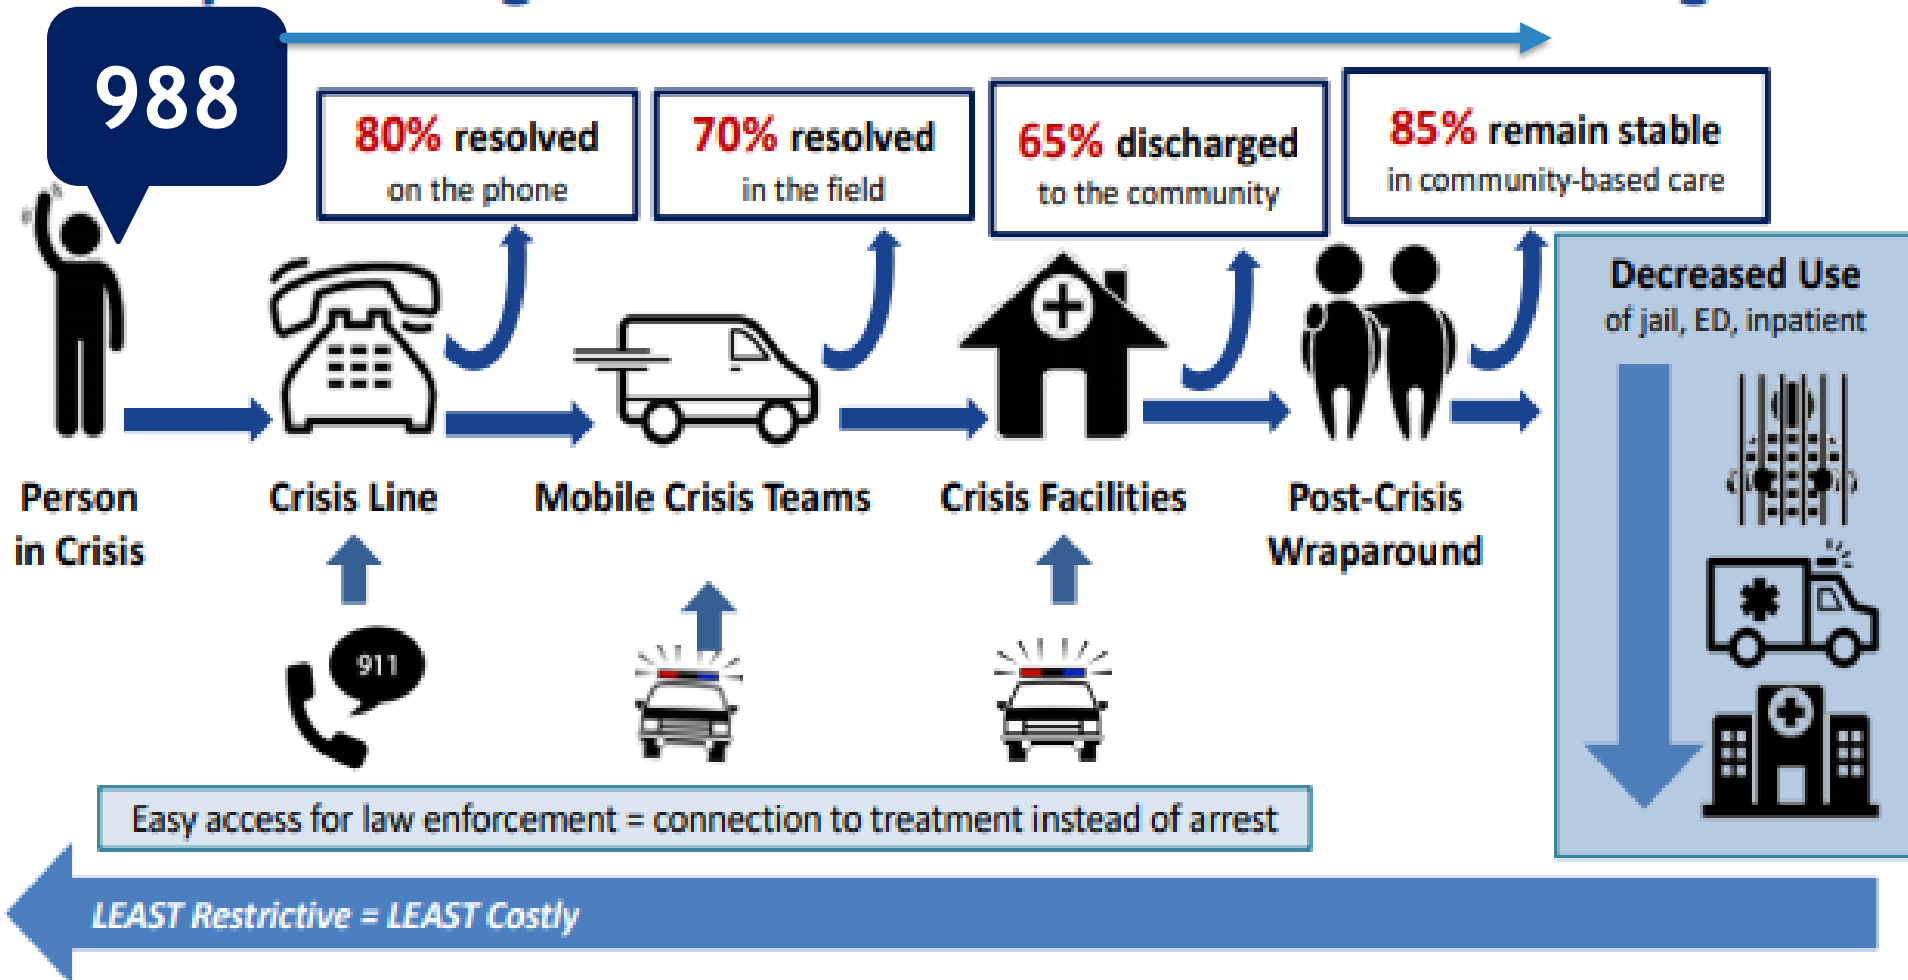 988
80% resolved
on the phone
70% resolved
in the field
65% discharged
to the community
85% remain stable
in community-based care
Decreased Use
of jail, ED, inpatient
Person
in Crisis
Crisis Line
Mobile Crisis Teams
Crisis Facilities
Post-Crisis
Wraparound
911
Easy access for law enforcement = connection to treatment instead of arrest
LEAST Restrictive = LEAST Costly